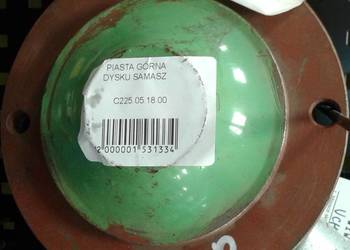 PIASTA GÓRNA
DYSKU SAMASZ
C225.05.18.00
2000001531334